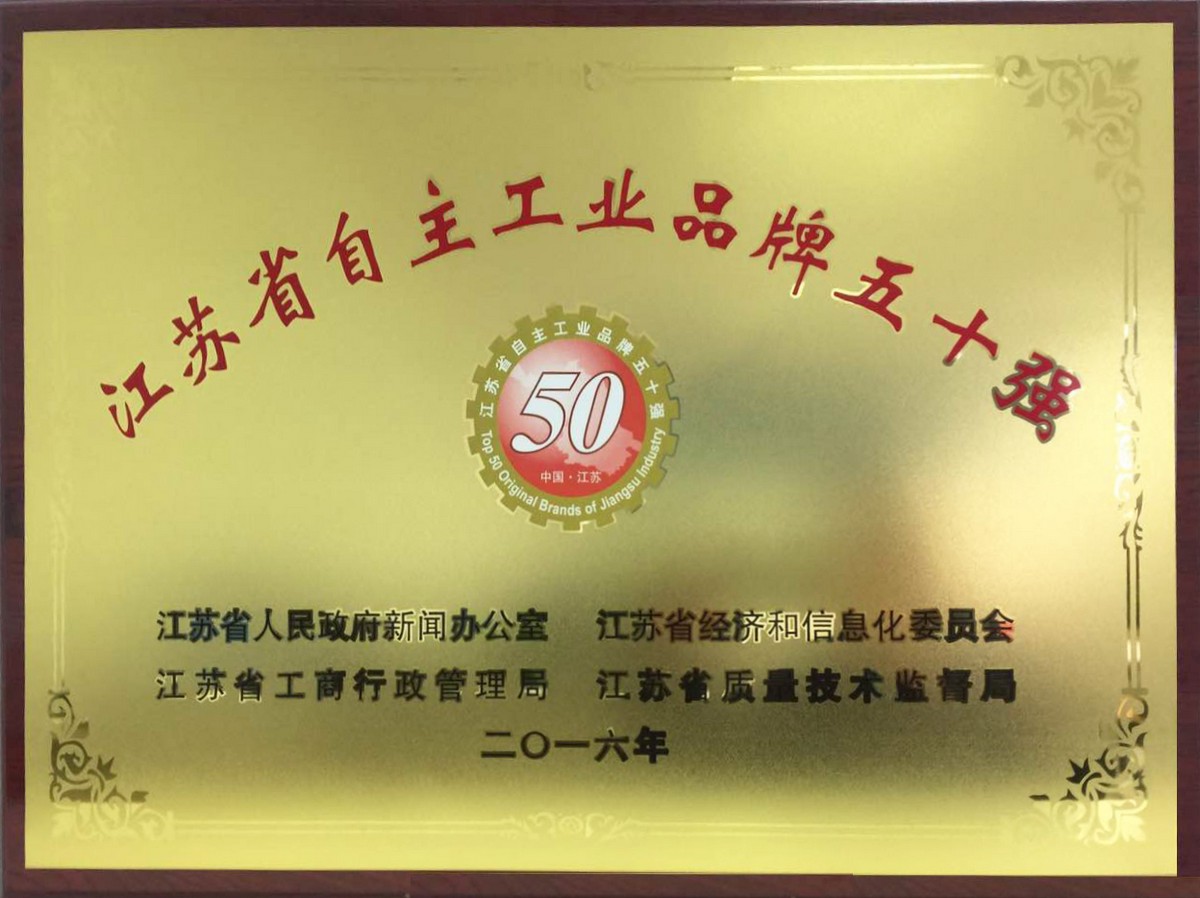 江苏省自主工业品牌五十强
江苏省自主工业品牌五十强
50
中国·江苏
Top 50 Original Brands of Jiangsu Industry
江苏省人民政府新闻办公室 江苏省经济和信息化委员会
江苏省工商行政管理局 江苏省质量技术监督局
二〇一六年